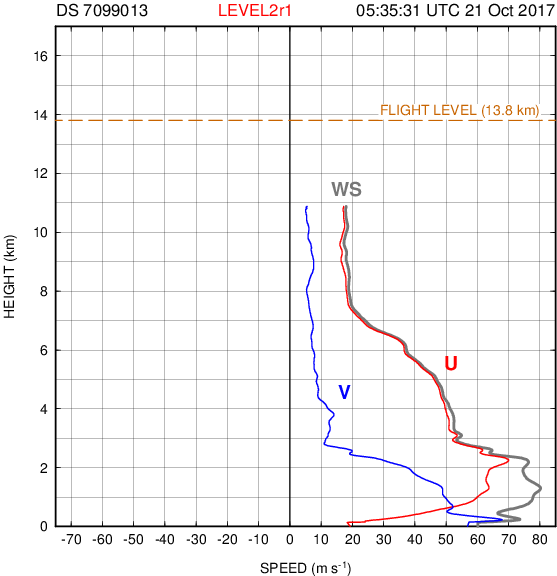 DS 7099013 LEVEL2r1 05:35:31 UTC 21 Oct 2017
16
14
FLIGHT LEVEL (13.8 km)
12
WS
10
HEIGHT (km)
8
6
U
V
4
2
0
-70 -60 -50 -40 -30 -20 -10 0 10 20 30 40 50 60 70 80
SPEED (m s⁻¹)